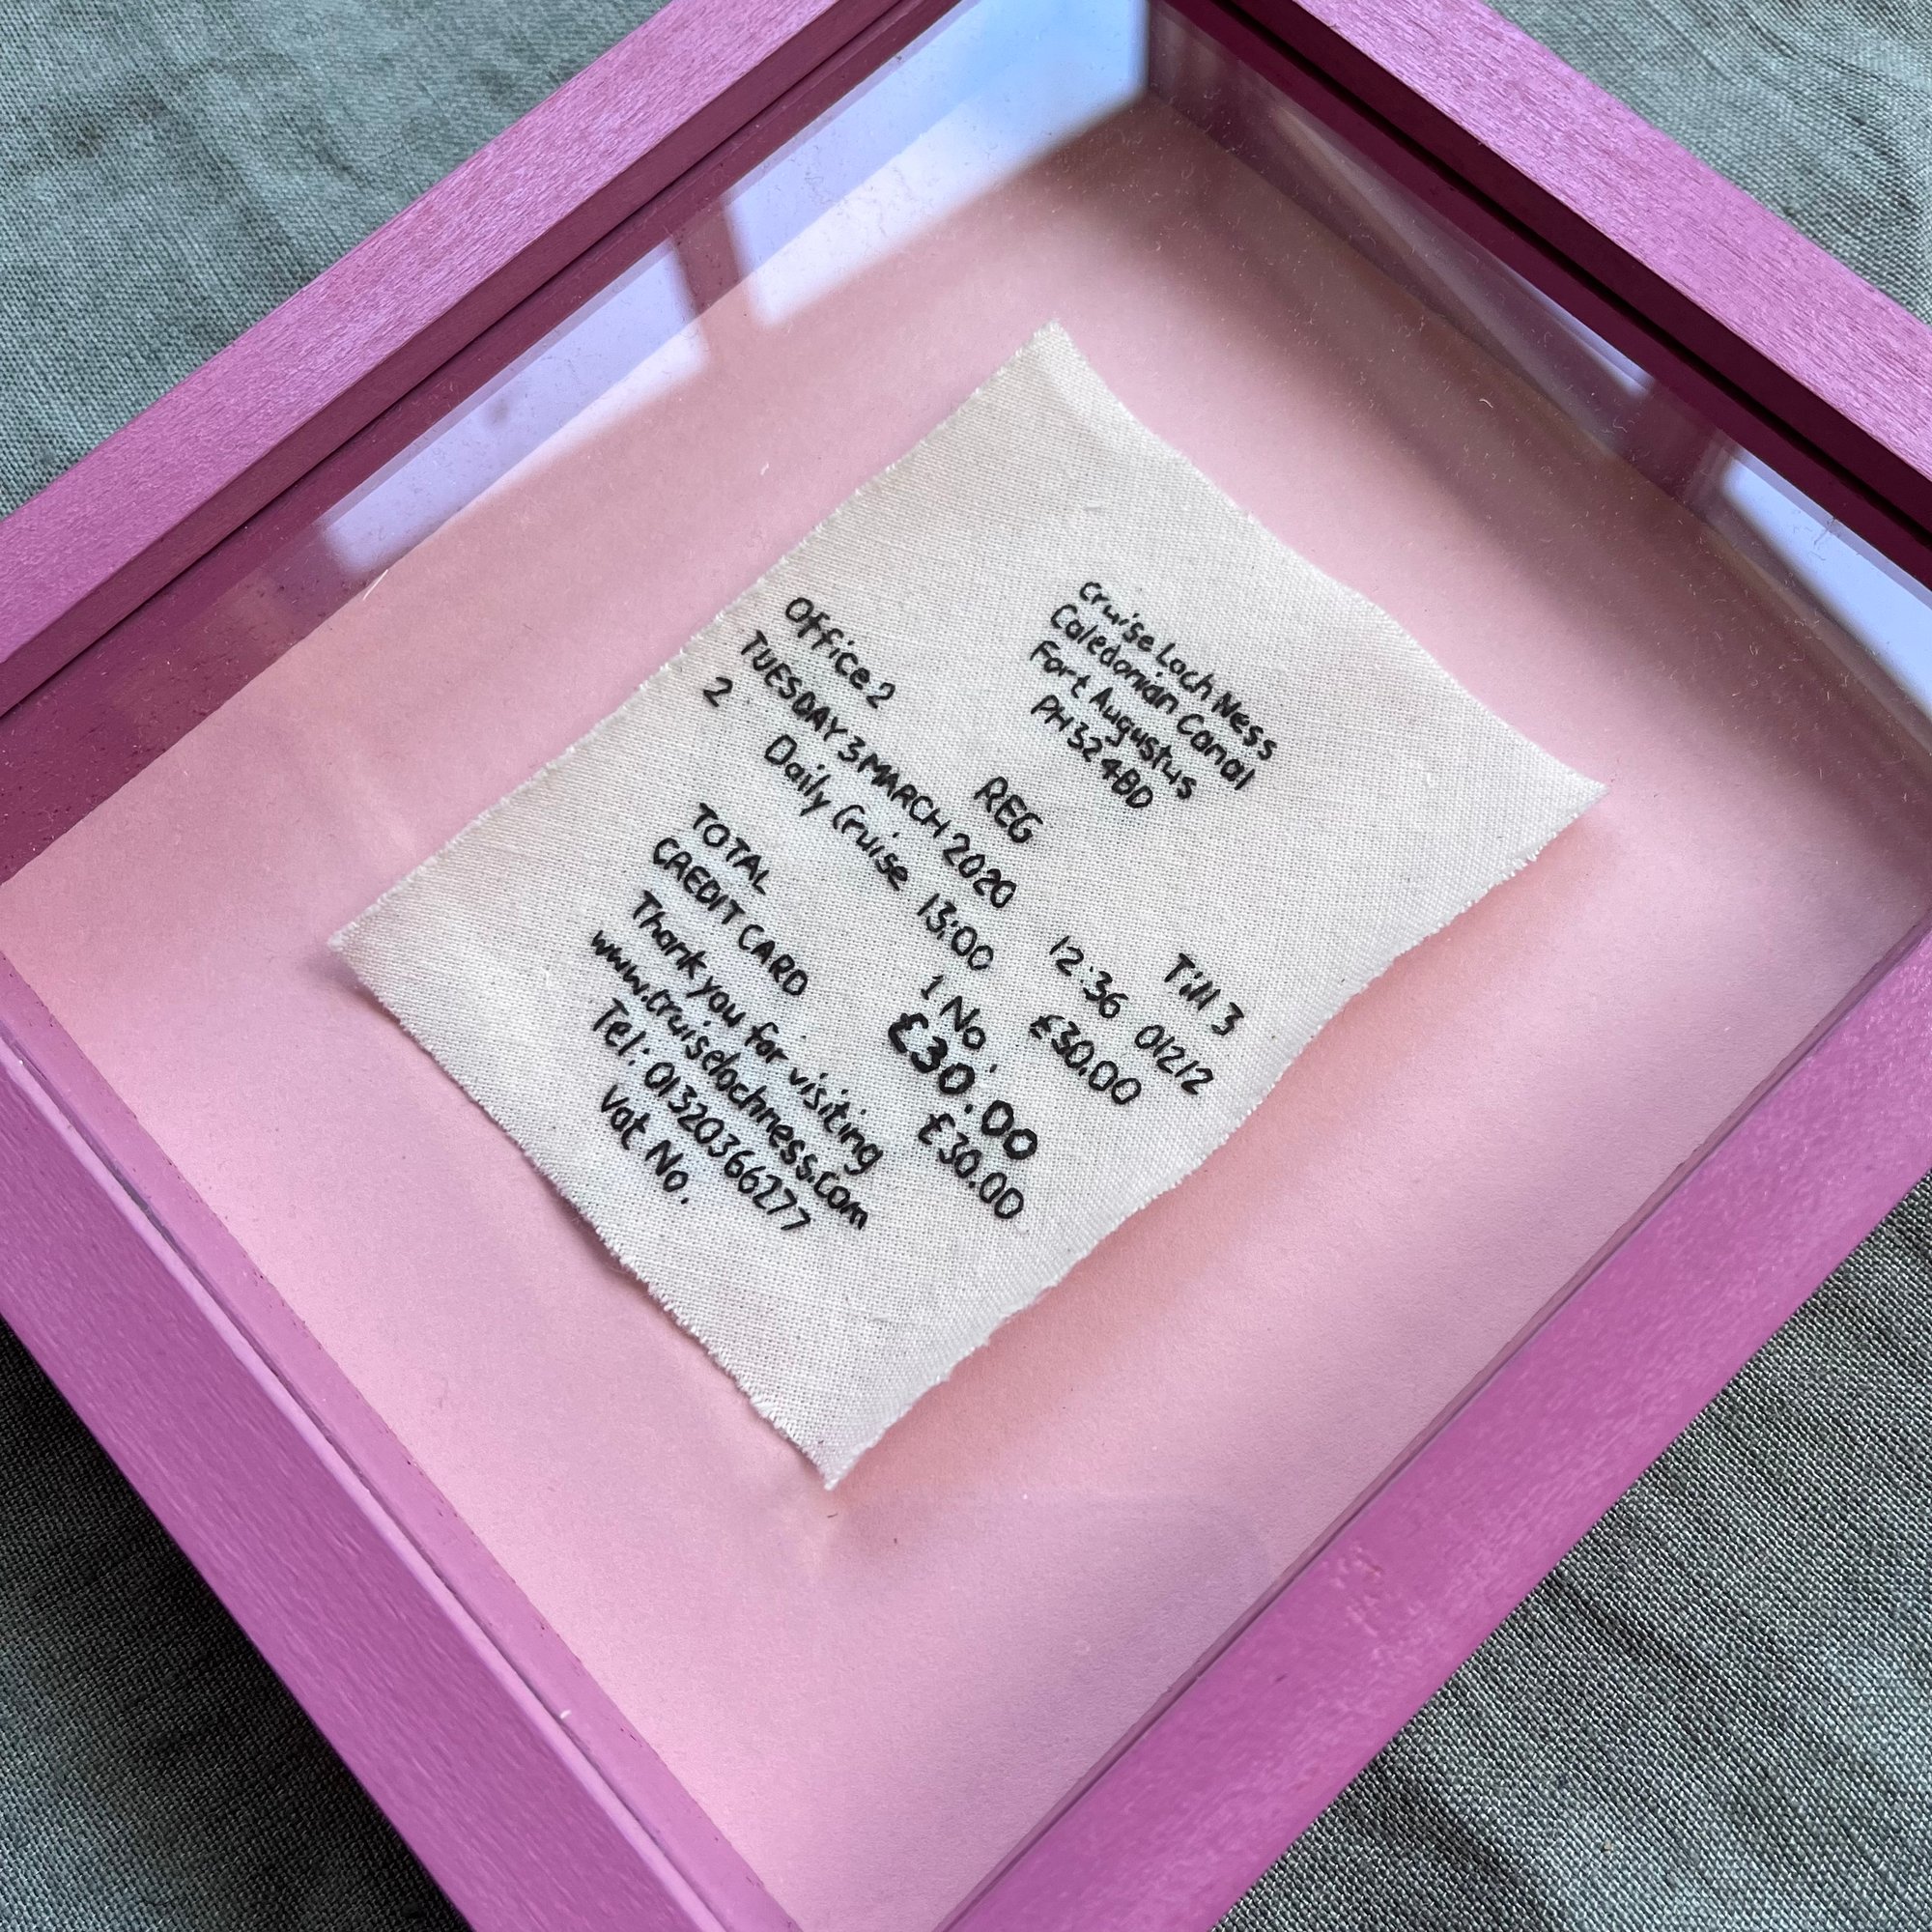 Cruise Loch Ness
Caledonian Canal
Fort Augustus
PH32 4BD
Office 2 REG Till 3
TUESDAY 3 MARCH 2020 12:36 01212
2 Daily Cruise 13:00 £30.00
1 No.
TOTAL £30.00
CREDIT CARD £30.00
Thank you for visiting
www.cruiselochness.com
Tel: 01320366277
Vat No.